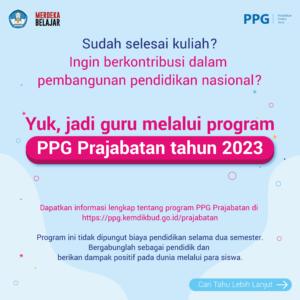 MERDEKA
BELAJAR
PPG
Sudah selesai kuliah?
Ingin berkontribusi dalam
pembangunan pendidikan nasional?
Yuk, jadi guru melalui program
PPG Prajabatan tahun 2023
Dapatkan informasi lengkap tentang program PPG Prajabatan di
https://ppg.kemdikbud.go.id/prajabatan
Program ini tidak dipungut biaya pendidikan selama dua semester.
Bergabunglah sebagai pendidik dan
berikan dampak positif pada dunia melalui para siswa.
Cari Tahu Lebih Lanjut